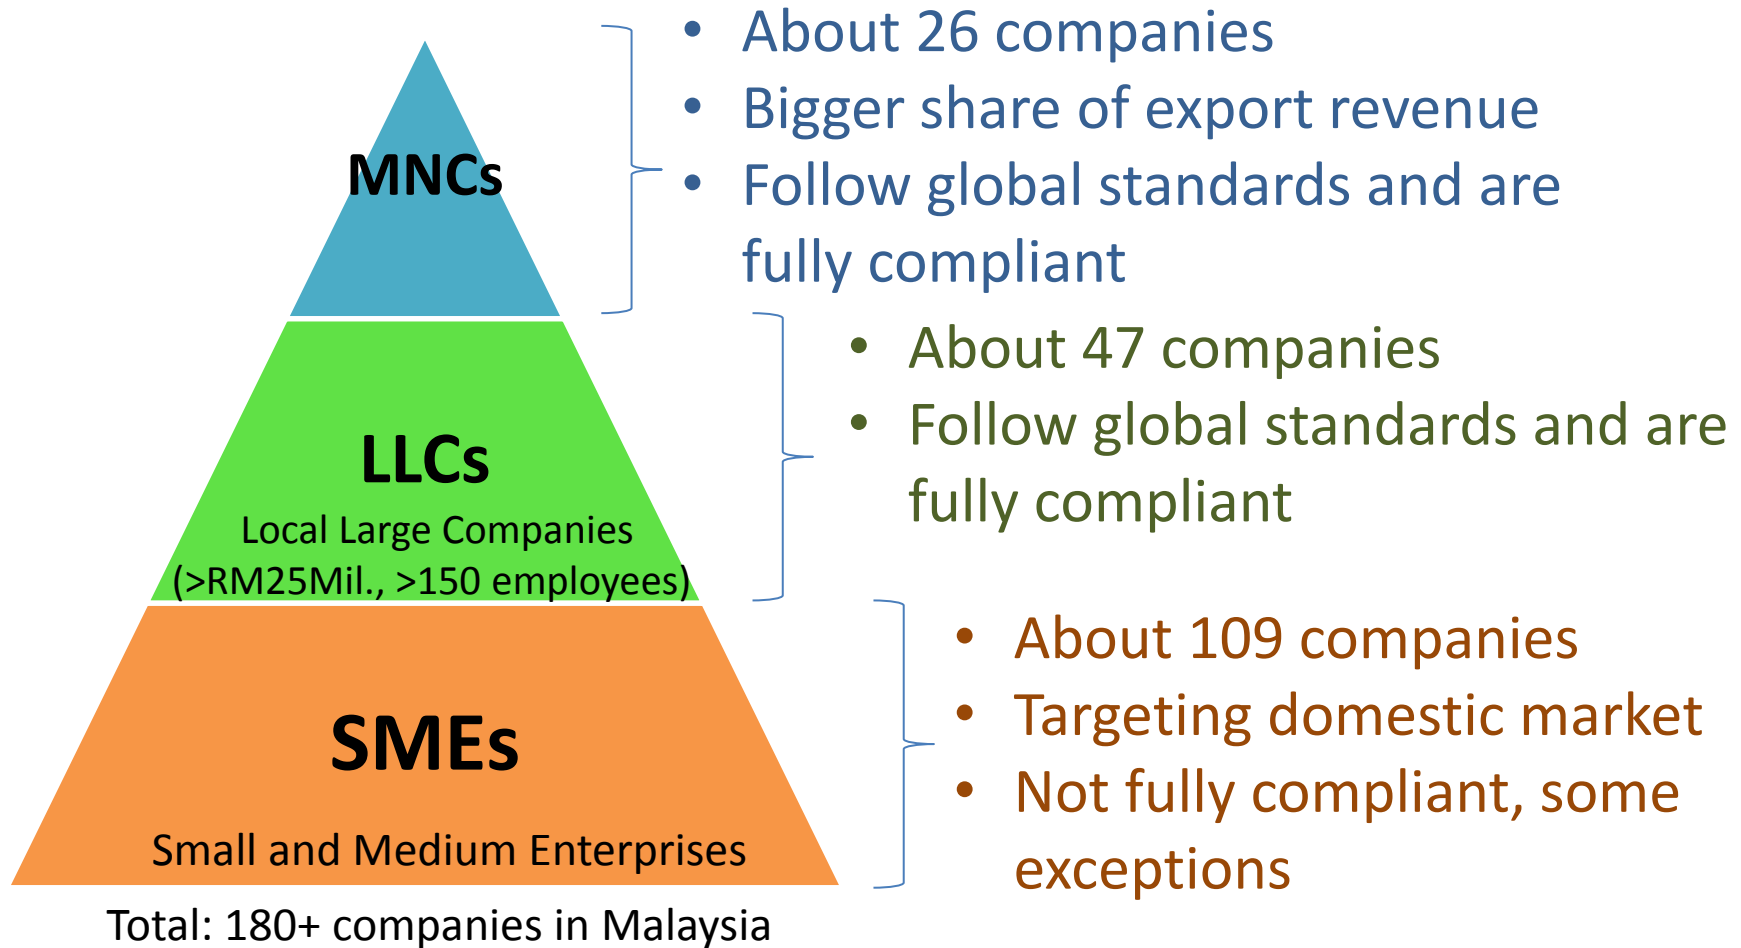 MNCs
• About 26 companies
• Bigger share of export revenue
• Follow global standards and are
fully compliant
LLCs
Local Large Companies
(>RM25Mil., >150 employees)
• About 47 companies
• Follow global standards and are
fully compliant
SMEs
Small and Medium Enterprises
• About 109 companies
• Targeting domestic market
• Not fully compliant, some
exceptions
Total: 180+ companies in Malaysia